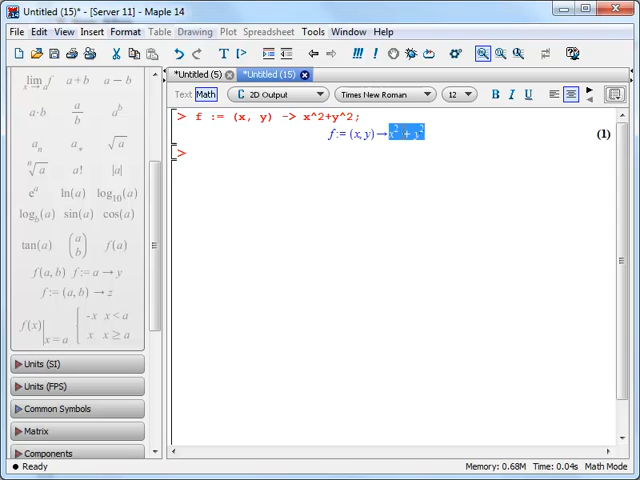 Untitled (15)* - [Server 11] - Maple 14
File Edit View Insert Format Table Drawing Plot Spreadsheet Tools Window Help
*Untitled (5) *Untitled (15)
Text Math C 2D Output Times New Roman 12 B I U
> f := (x, y) -> x^2+y^2;
f := (x, y) → x² + y² (1)
>
lim x→a f a+b a−b
a·b a/b a^b
a_n a_* √a
ⁿ√a a! |a|
e^a ln(a) log₁₀(a)
log_b(a) sin(a) cos(a)
tan(a) (a b) f(a)
f(a, b) f := a → y
f := (a, b) → z
f(x)|x = a { -x x < a
x x ≥ a
Units (SI)
Units (FPS)
Common Symbols
Matrix
Components
Ready Memory: 0.68M Time: 0.04s Math Mode